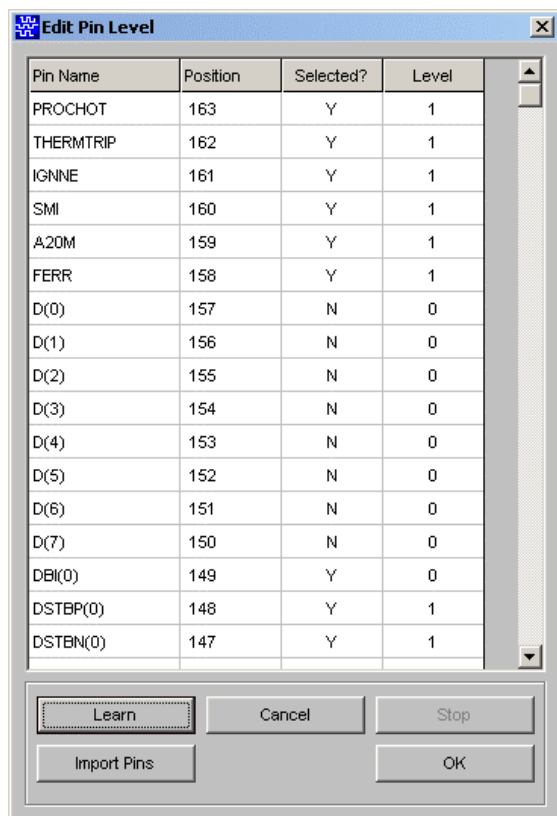 Edit Pin Level
Pin Name Position Selected? Level
PROCHOT 163 Y 1
THERMTRIP 162 Y 1
IGNNE 161 Y 1
SMI 160 Y 1
A20M 159 Y 1
FERR 158 Y 1
D(0) 157 N 0
D(1) 156 N 0
D(2) 155 N 0
D(3) 154 N 0
D(4) 153 N 0
D(5) 152 N 0
D(6) 151 N 0
D(7) 150 N 0
DBI(0) 149 Y 0
DSTBP(0) 148 Y 1
DSTBN(0) 147 Y 1
Learn Cancel Stop
Import Pins OK